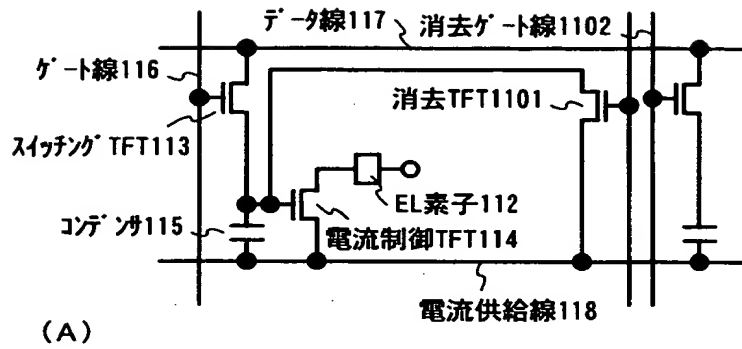 データ線117
消去ゲート線1102
ゲート線116
消去TFT1101
スイッチングTFT113
EL素子112
コンデンサ115
電流制御TFT114
電流供給線118
(A)